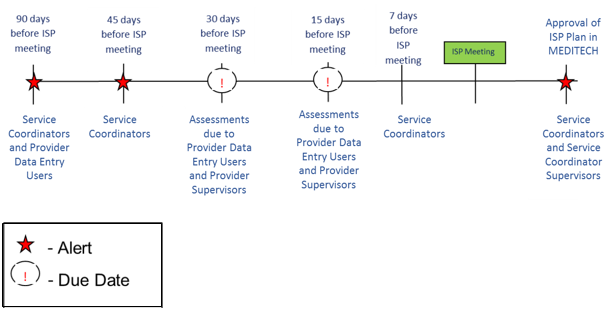 90 days
before ISP
meeting
45 days
before ISP
meeting
30 days
before ISP
meeting
15 days
before ISP
meeting
7 days
before
ISP
meeting
ISP Meeting
Approval of
ISP Plan in
MEDITECH
!
!
Service
Coordinators
and Provider
Data Entry
Users
Service
Coordinators
Assessments
due to
Provider Data
Entry Users
and Provider
Supervisors
Assessments
due to
Provider Data
Entry Users
and Provider
Supervisors
Service
Coordinators
Service
Coordinators
and Service
Coordinator
Supervisors
- Alert
! - Due Date